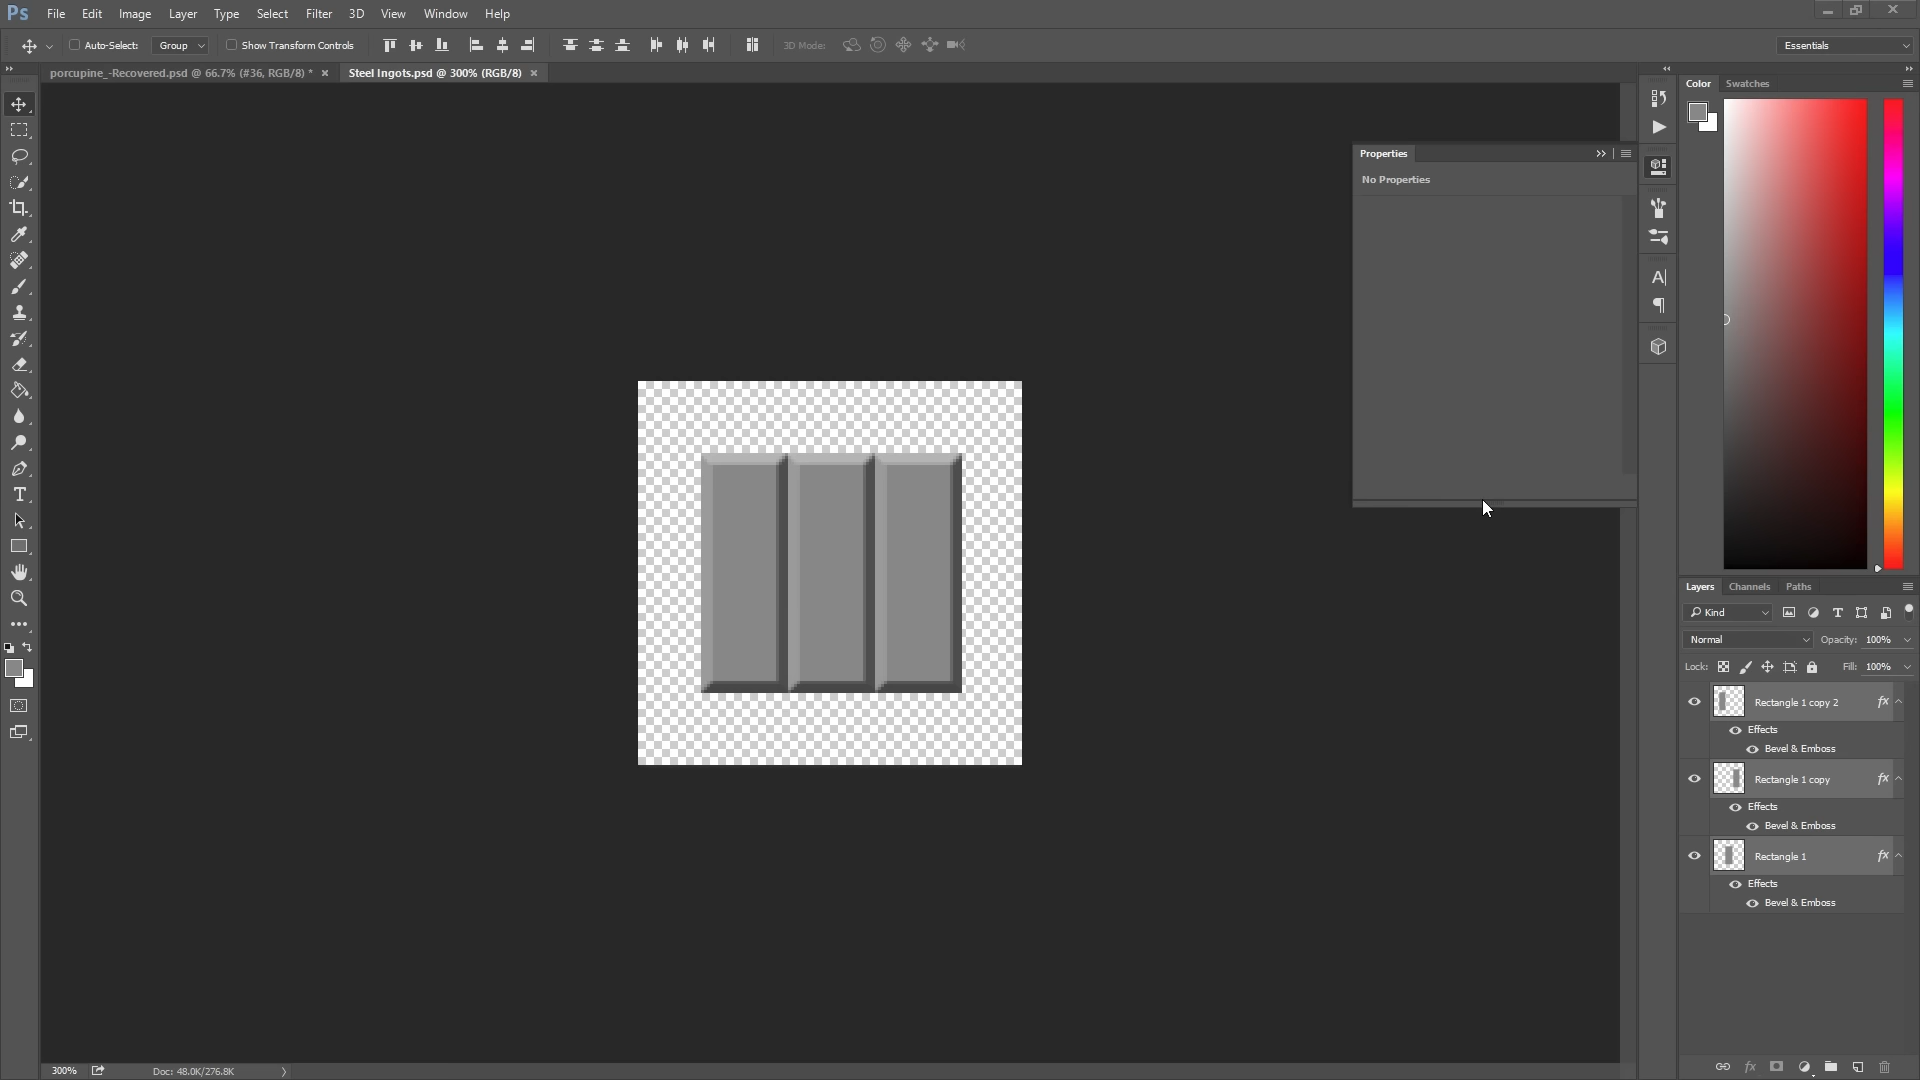 Ps File Edit Image Layer Type Select Filter 3D View Window Help
Auto-Select: Group Show Transform Controls 3D Mode: Essentials
porcupine_-Recovered.psd @ 66.7% (#36, RGB/8) * × Steel Ingots.psd @ 300% (RGB/8) ×
Color Swatches
Properties
No Properties
Layers Channels Paths
Kind
Normal Opacity: 100%
Lock: Fill: 100%
Rectangle 1 copy 2 fx
Effects
Bevel & Emboss
Rectangle 1 copy fx
Effects
Bevel & Emboss
Rectangle 1 fx
Effects
Bevel & Emboss
300% Doc: 48.0K/276.8K